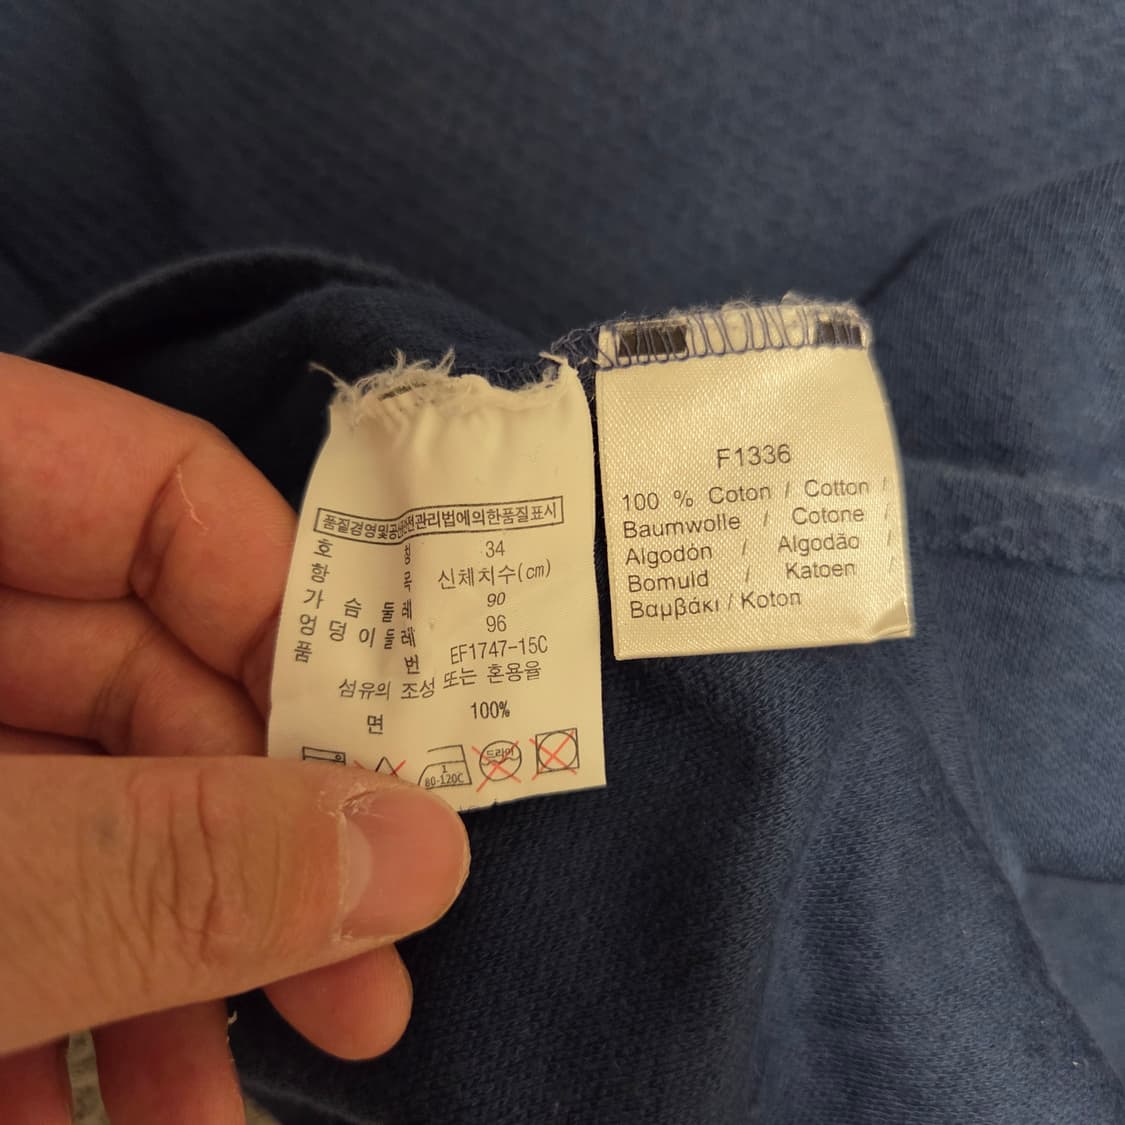 품질경영및공산품안전관리법에의한품질표시
호 칭 34
항 목 신체치수(cm)
가 슴 둘 레 90
엉 덩 이 둘 레 96
품 번 EF1747-15C
섬유의 조성 또는 혼용율
면 100%
1
80-120C
드라이
F1336
100 % Coton / Cotton /
Baumwolle / Cotone /
Algodón / Algodão /
Bomuld / Katoen /
Βαμβάκι / Koton